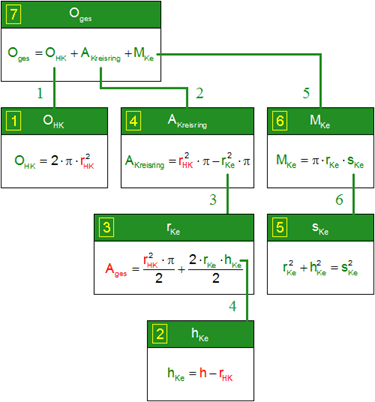 7 O_ges
O_ges = O_HK + A_Kreisring + M_Ke
1 2 5
1 O_HK
O_HK = 2 · π · r²_HK
4 A_Kreisring
A_Kreisring = r²_HK · π − r²_Ke · π
6 M_Ke
M_Ke = π · r_Ke · s_Ke
3 6
3 r_Ke
A_ges = r²_HK · π / 2 + 2 · r_Ke · h_Ke / 2
5 s_Ke
r²_Ke + h²_Ke = s²_Ke
4
2 h_Ke
h_Ke = h − r_HK